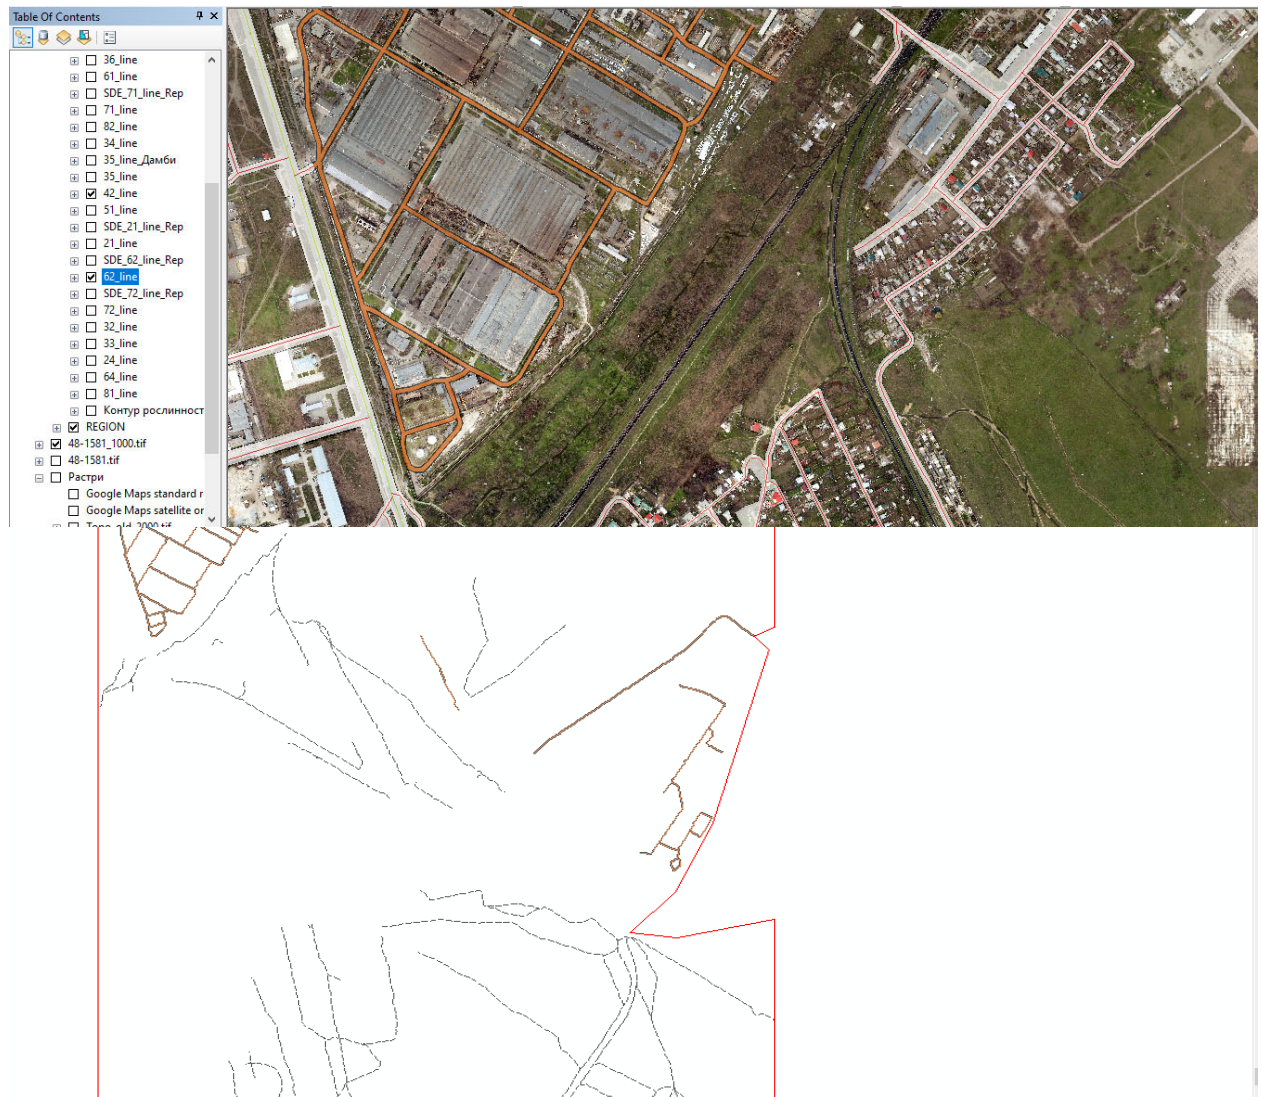 Table Of Contents
36_line
61_line
SDE_71_line_Rep
71_line
82_line
34_line
35_line_Дамби
35_line
42_line
51_line
SDE_21_line_Rep
21_line
SDE_62_line_Rep
62_line
SDE_72_line_Rep
72_line
32_line
33_line
24_line
64_line
81_line
Контур рослинност
REGION
48-1581_1000.tif
48-1581.tif
Растри
Google Maps standard r
Google Maps satellite or